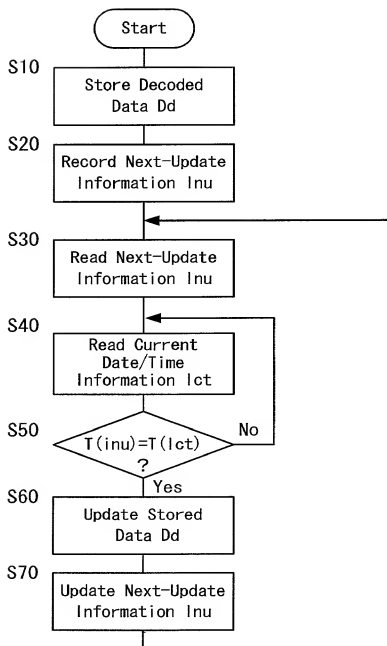 Start
S10
Store Decoded
Data Dd
S20
Record Next-Update
Information Inu
S30
Read Next-Update
Information Inu
S40
Read Current
Date/Time
Information Ict
S50
T(inu)=T(Ict)
?
No
Yes
S60
Update Stored
Data Dd
S70
Update Next-Update
Information Inu